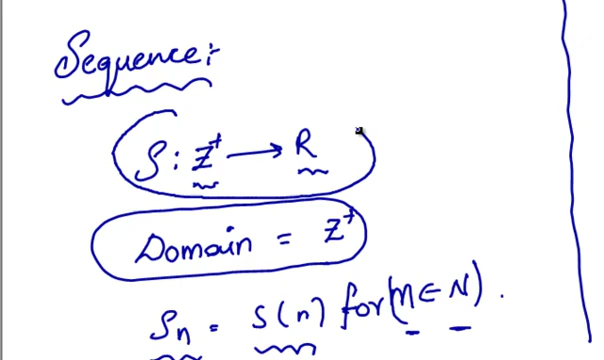 Sequence:-
S : Z⁺ → R
Domain = Z⁺
Sn = S(n) for (n ∈ N).